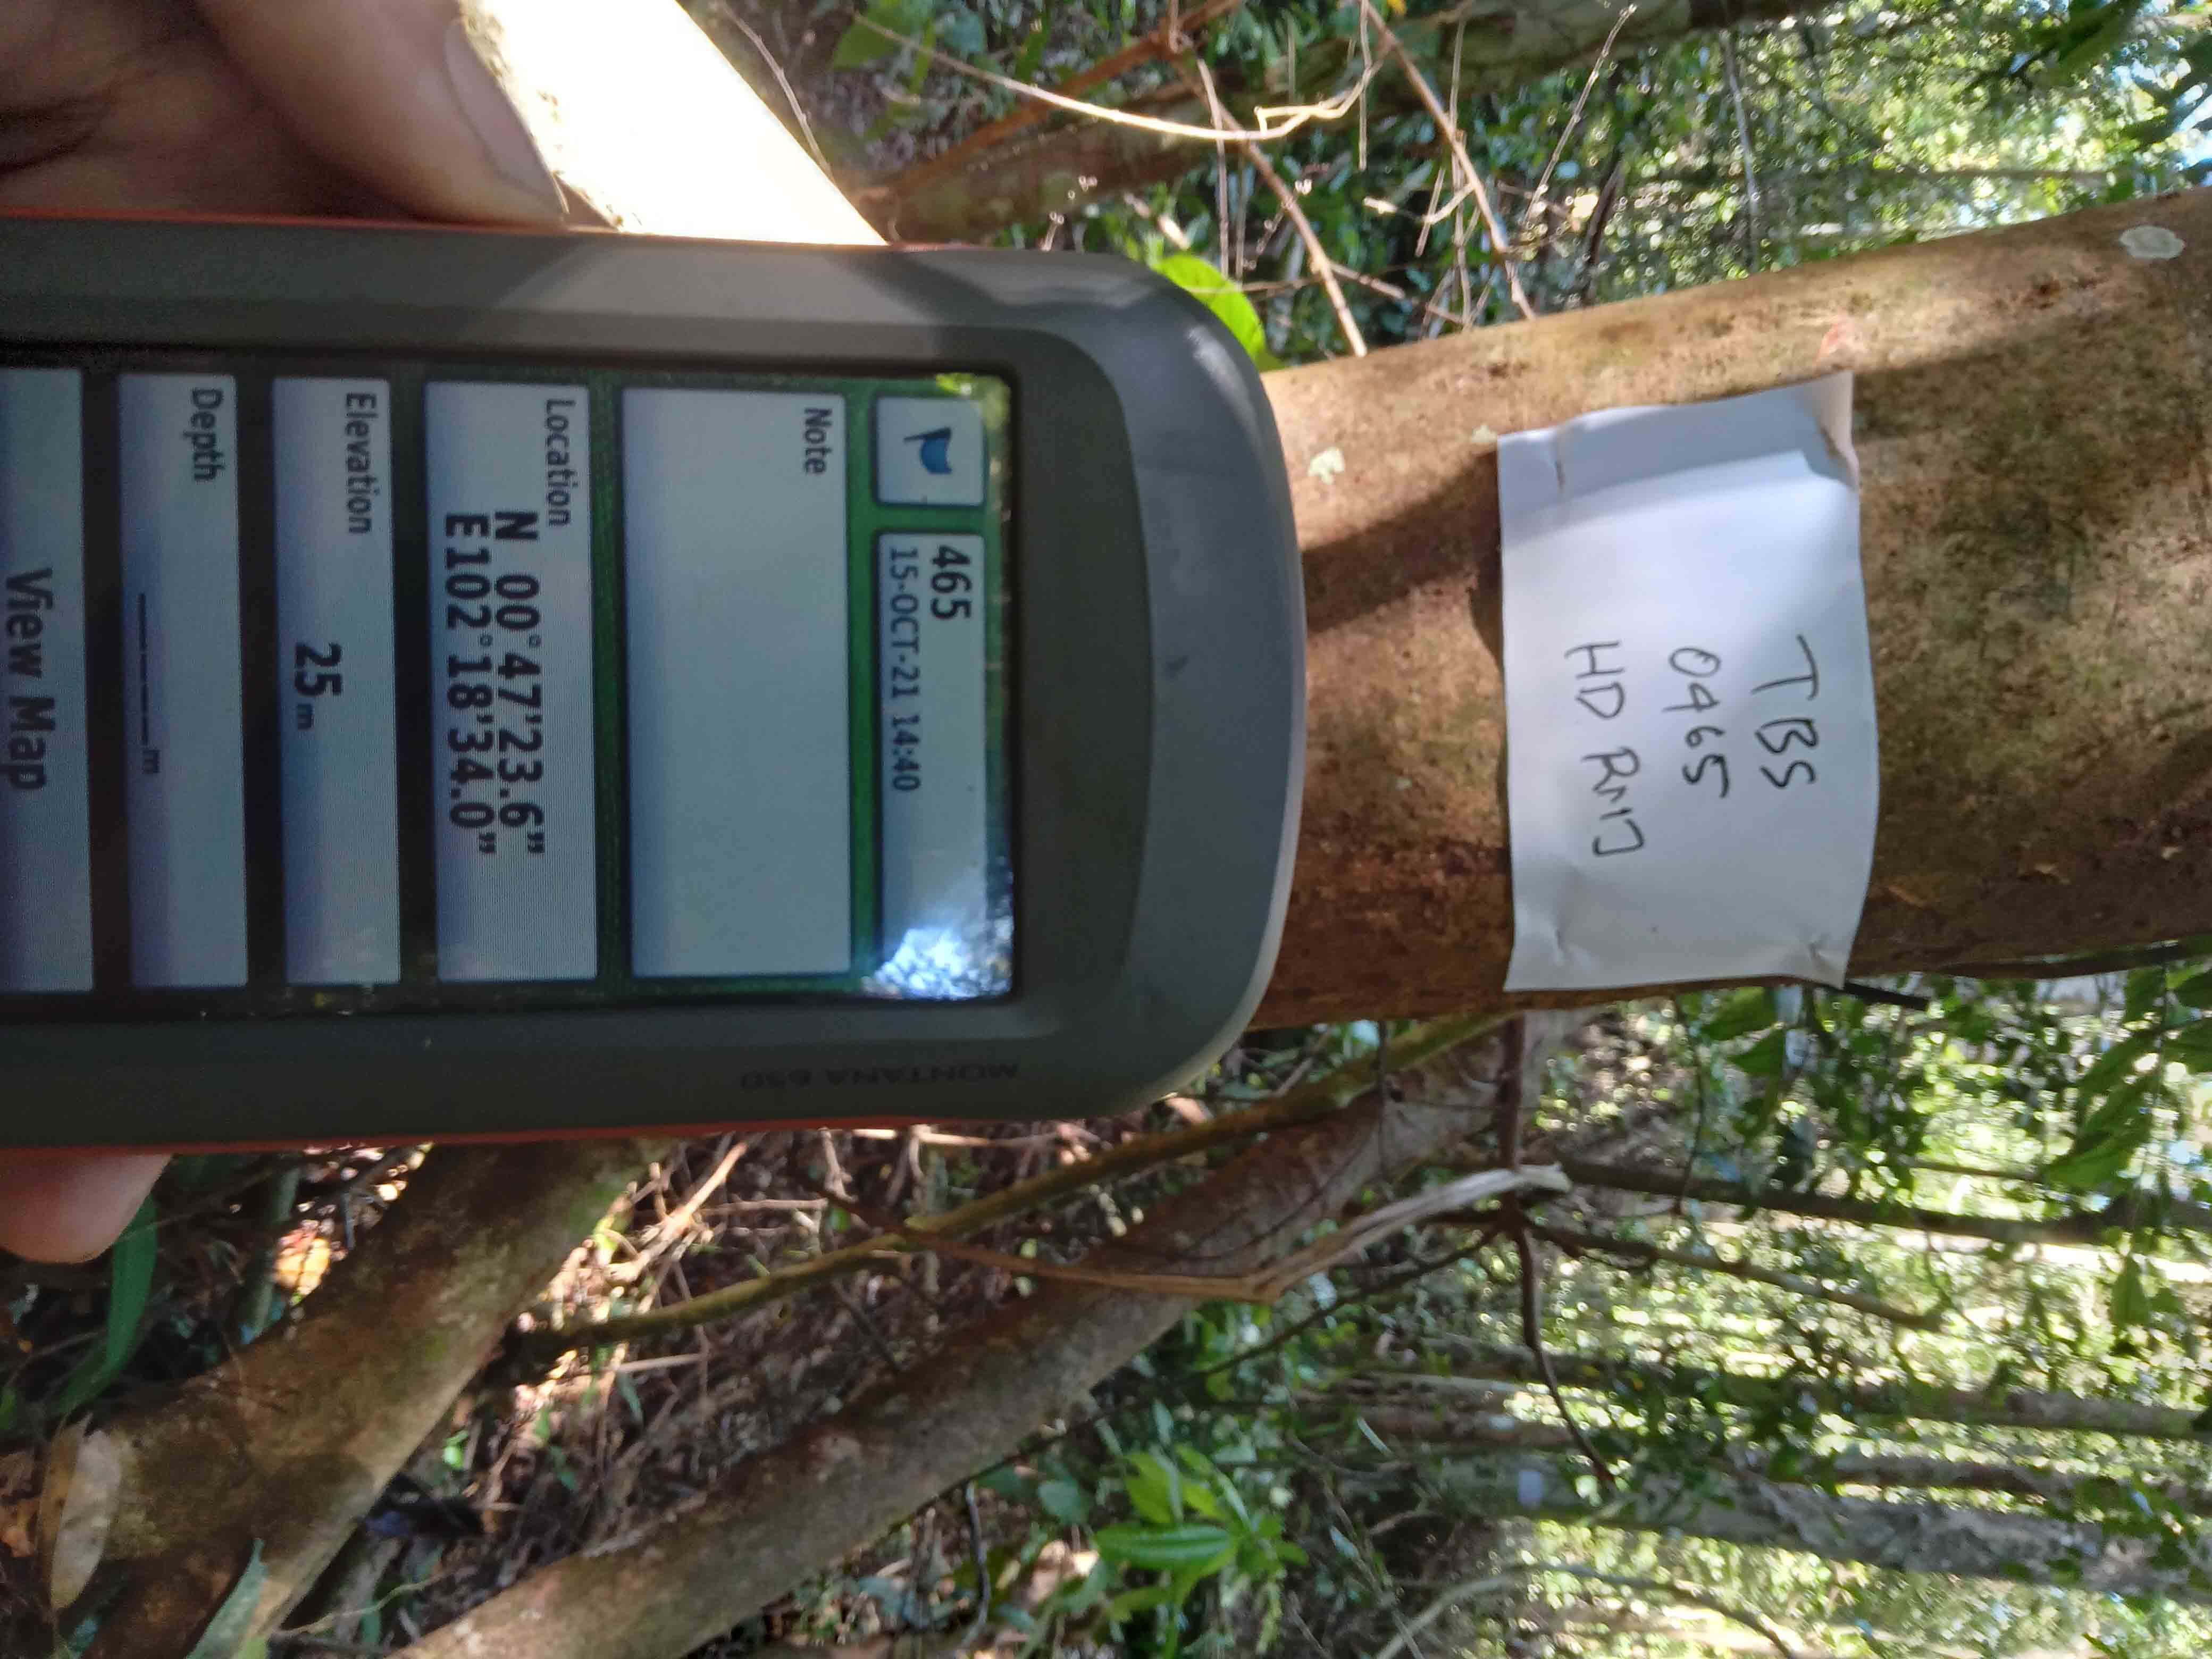 TBS
0465
HD RMJ
MONTANA 650
465
15-OCT-21 14:40
Note
Location
N 00°47'23.6"
E102°18'34.0"
Elevation
25m
Depth
_____m
View Map